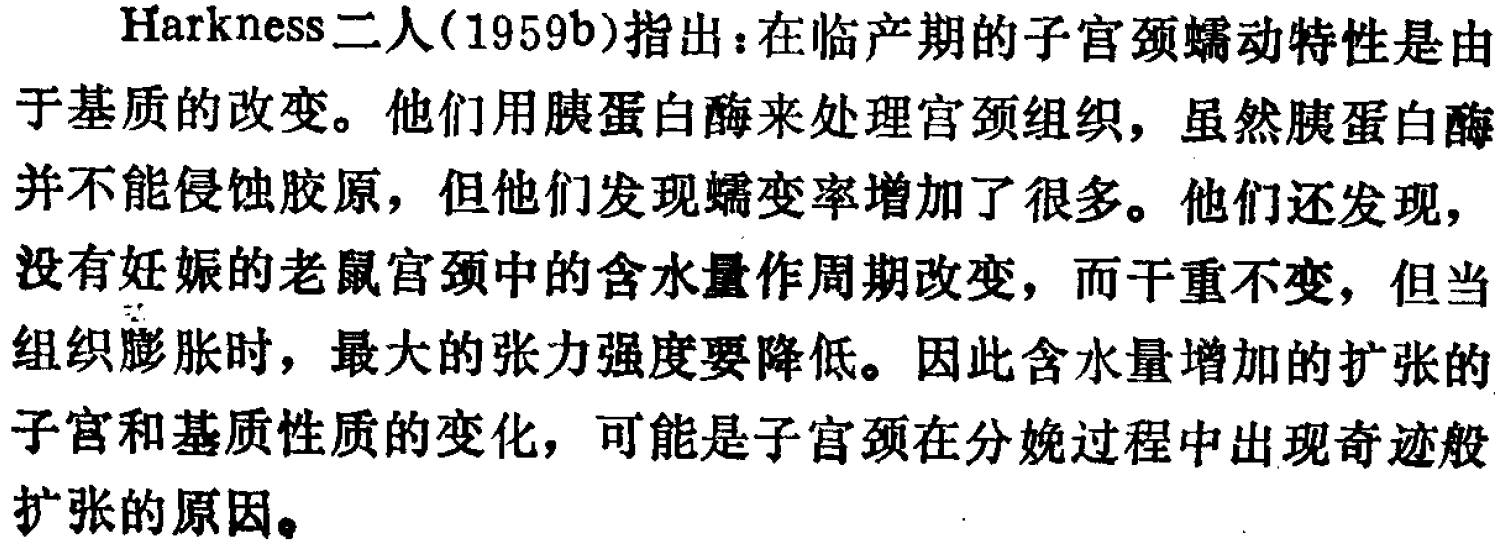 Harkness二人(1959b)指出:在临产期的子宫颈蠕动特性是由
于基质的改变。他们用胰蛋白酶来处理宫颈组织，虽然胰蛋白酶
并不能侵蚀胶原，但他们发现蠕变率增加了很多。他们还发现，
没有妊娠的老鼠宫颈中的含水量作周期改变，而干重不变，但当
组织膨胀时，最大的张力强度要降低。因此含水量增加的扩张的
子宫和基质性质的变化，可能是子宫颈在分娩过程中出现奇迹般
扩张的原因。